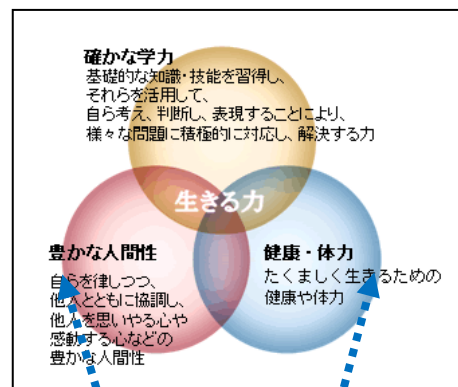 確かな学力
基礎的な知識・技能を習得し、
それらを活用して、
自ら考え、判断し、表現することにより、
様々な問題に積極的に対応し、解決する力
生きる力
豊かな人間性
自らを律しつつ、
他人とともに協調し、
他人を思いやる心や
感動する心などの
豊かな人間性
健康・体力
たくましく生きるための
健康や体力